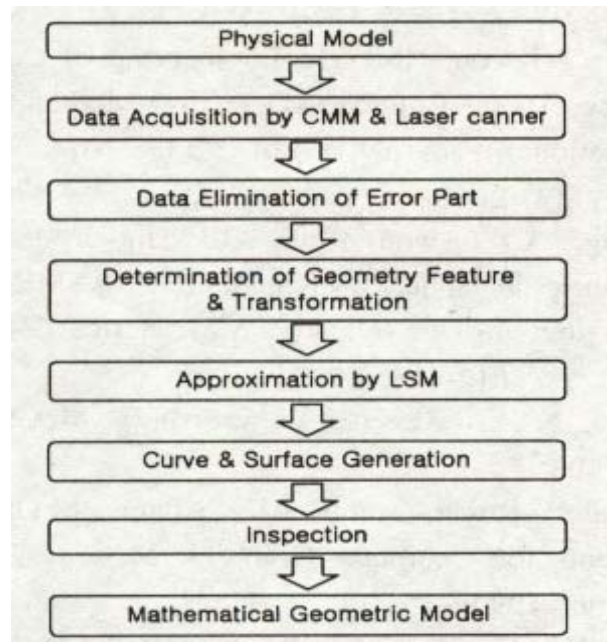 Physical Model
Data Acquisition by CMM & Laser canner
Data Elimination of Error Part
Determination of Geometry Feature
& Transformation
Approximation by LSM
Curve & Surface Generation
Inspection
Mathematical Geometric Model